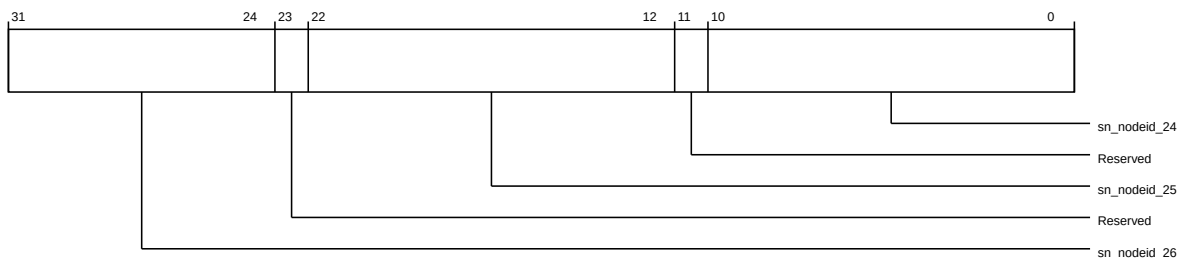 31 24 23 22 12 11 10 0
sn_nodeid_24
Reserved
sn_nodeid_25
Reserved
sn_nodeid_26